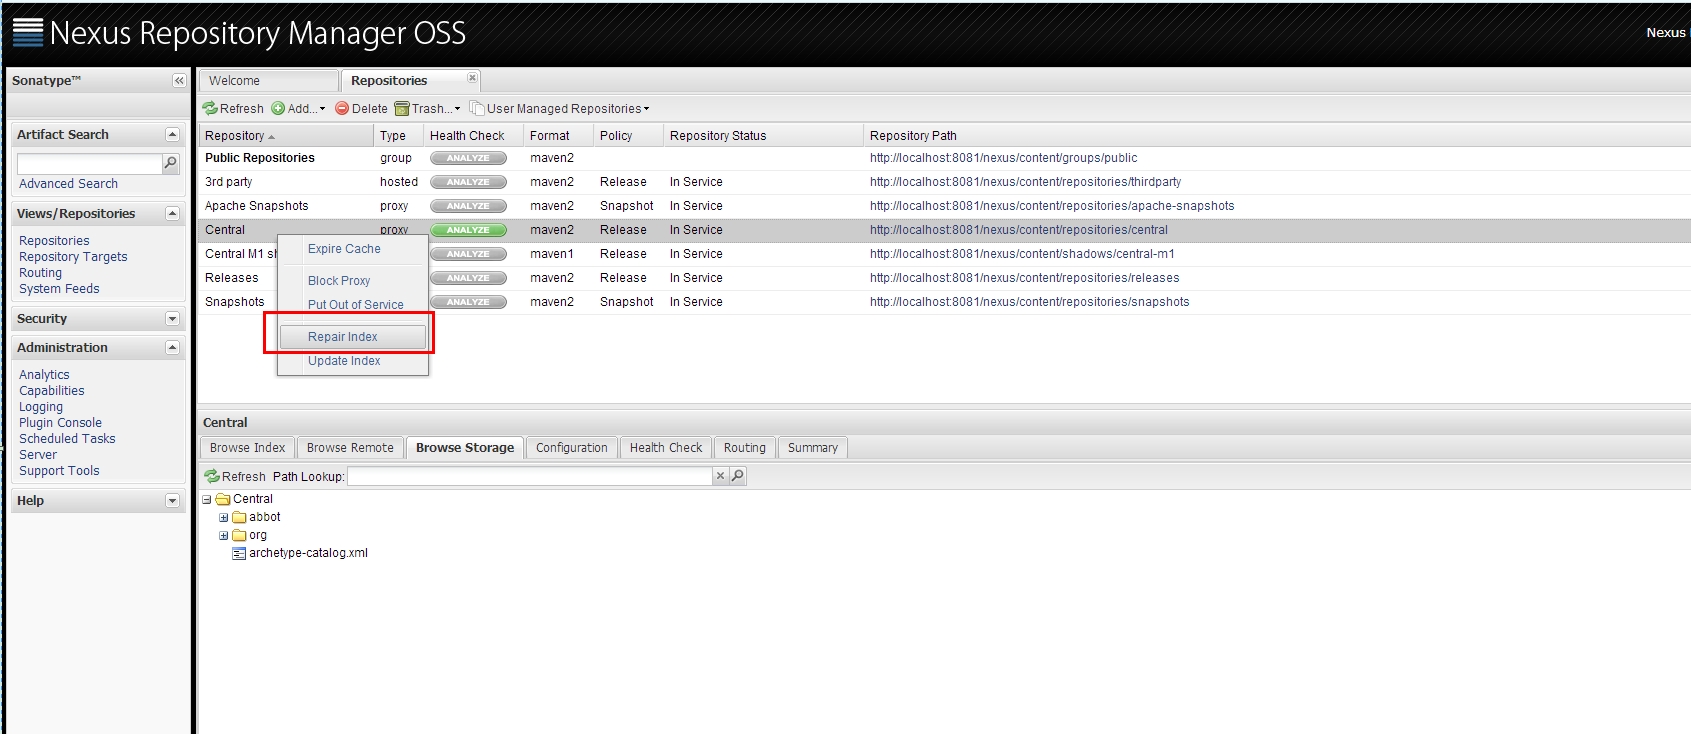 Nexus Repository Manager OSS
Nexus
Sonatype™
Artifact Search
Advanced Search
Views/Repositories
Repositories
Repository Targets
Routing
System Feeds
Security
Administration
Analytics
Capabilities
Logging
Plugin Console
Scheduled Tasks
Server
Support Tools
Help
Welcome Repositories
Refresh Add... Delete Trash... User Managed Repositories
Repository Type Health Check Format Policy Repository Status Repository Path
Public Repositories group ANALYZE maven2 http://localhost:8081/nexus/content/groups/public
3rd party hosted ANALYZE maven2 Release In Service http://localhost:8081/nexus/content/repositories/thirdparty
Apache Snapshots proxy ANALYZE maven2 Snapshot In Service http://localhost:8081/nexus/content/repositories/apache-snapshots
Central proxy ANALYZE maven2 Release In Service http://localhost:8081/nexus/content/repositories/central
Central M1 sh ANALYZE maven1 Release In Service http://localhost:8081/nexus/content/shadows/central-m1
Releases ANALYZE maven2 Release In Service http://localhost:8081/nexus/content/repositories/releases
Snapshots ANALYZE maven2 Snapshot In Service http://localhost:8081/nexus/content/repositories/snapshots
Expire Cache
Block Proxy
Put Out of Service
Repair Index
Update Index
Central
Browse Index Browse Remote Browse Storage Configuration Health Check Routing Summary
Refresh Path Lookup:
Central
abbot
org
archetype-catalog.xml